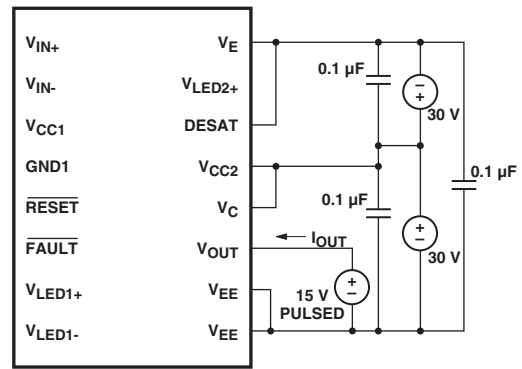 VIN+
VIN-
VCC1
GND1
RESET
FAULT
VLED1+
VLED1-
VE
VLED2+
DESAT
VCC2
VC
VOUT
VEE
VEE
0.1 µF
30 V
0.1 µF
0.1 µF
30 V
IOUT
15 V
PULSED
+
−